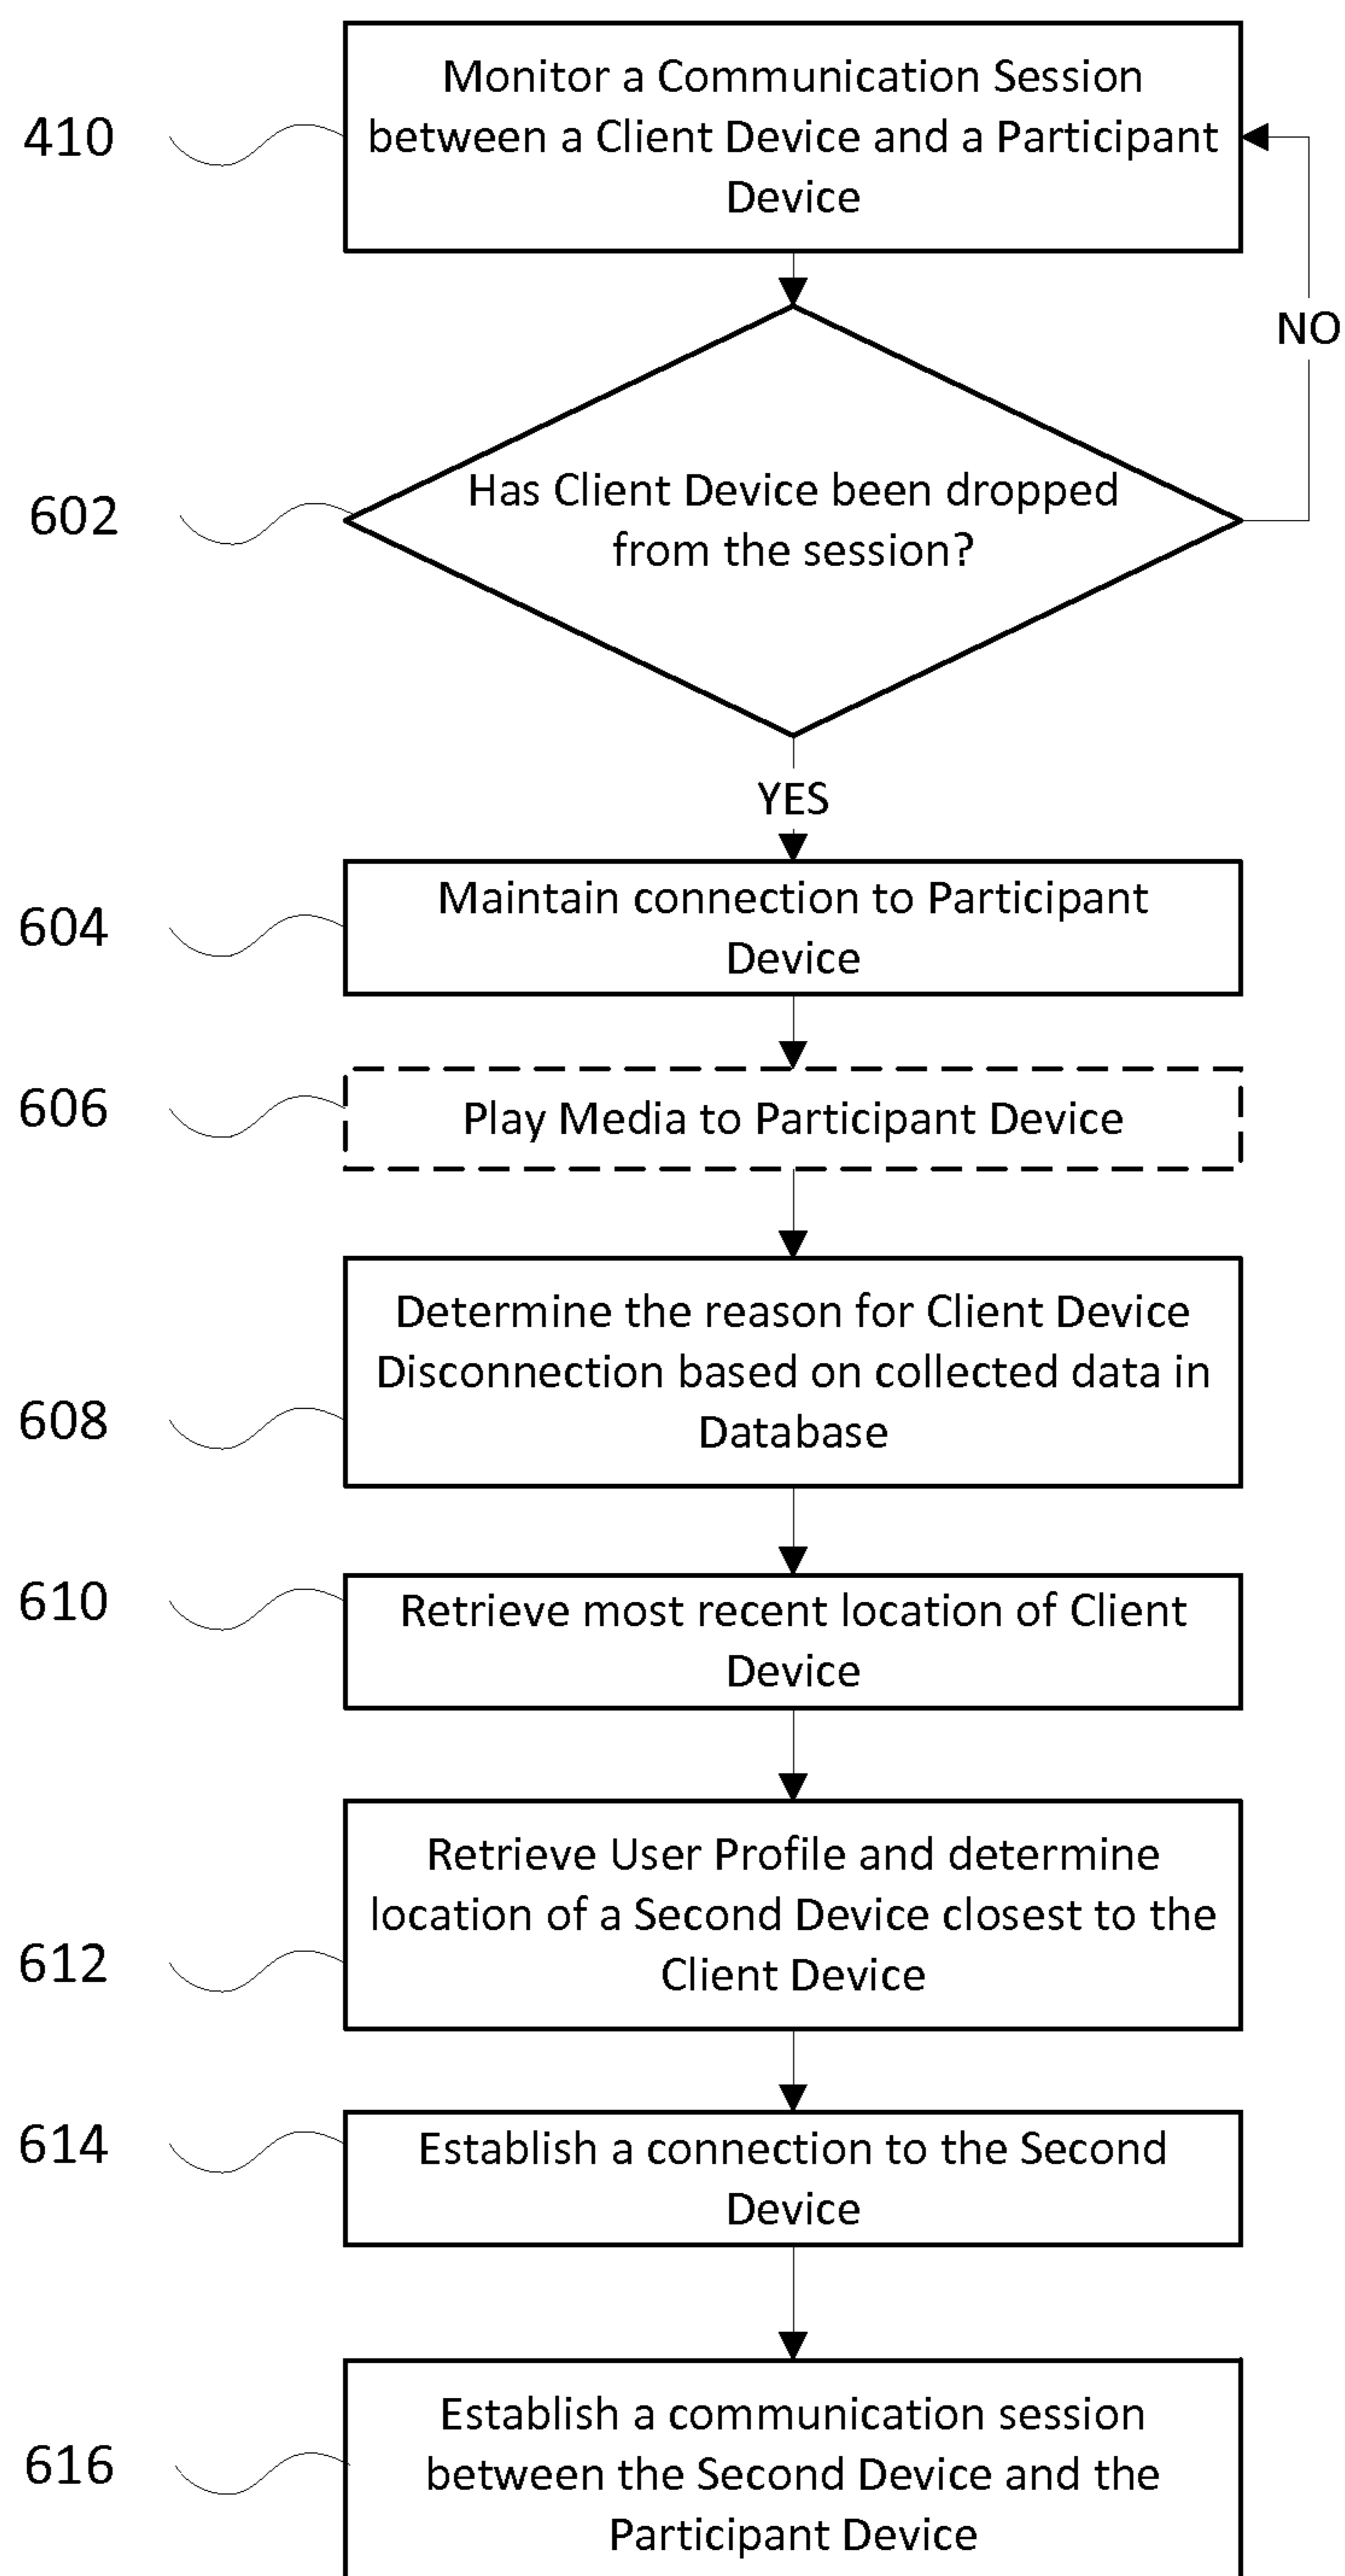 Monitor a Communication Session
410
between a Client Device and a Participant
Device
NO
Has Client Device been dropped
602
from the session?
YES
604
Maintain connection to Participant
Device
606
Play Media to Participant Device
Determine the reason for Client Device
Disconnection based on collected data in
608
Database
610
Retrieve most recent location of Client
Device
Retrieve User Profile and determine
location of a Second Device closest to the
612
Client Device
614
Establish a connection to the Second
Device
Establish a communication session
616
between the Second Device and the
Participant Device